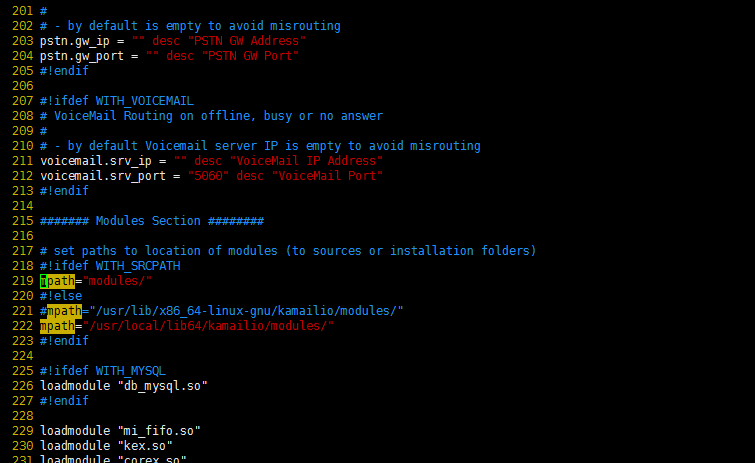 201 #
202 # - by default is empty to avoid misrouting
203 pstn.gw_ip = "" desc "PSTN GW Address"
204 pstn.gw_port = "" desc "PSTN GW Port"
205 #!endif
206
207 #!ifdef WITH_VOICEMAIL
208 # VoiceMail Routing on offline, busy or no answer
209 #
210 # - by default Voicemail server IP is empty to avoid misrouting
211 voicemail.srv_ip = "" desc "VoiceMail IP Address"
212 voicemail.srv_port = "5060" desc "VoiceMail Port"
213 #!endif
214
215 ####### Modules Section ########
216
217 # set paths to location of modules (to sources or installation folders)
218 #!ifdef WITH_SRCPATH
219 mpath="modules/"
220 #!else
221 #mpath="/usr/lib/x86_64-linux-gnu/kamailio/modules/"
222 mpath="/usr/local/lib64/kamailio/modules/"
223 #!endif
224
225 #!ifdef WITH_MYSQL
226 loadmodule "db_mysql.so"
227 #!endif
228
229 loadmodule "mi_fifo.so"
230 loadmodule "kex.so"
231 loadmodule "corex.so"